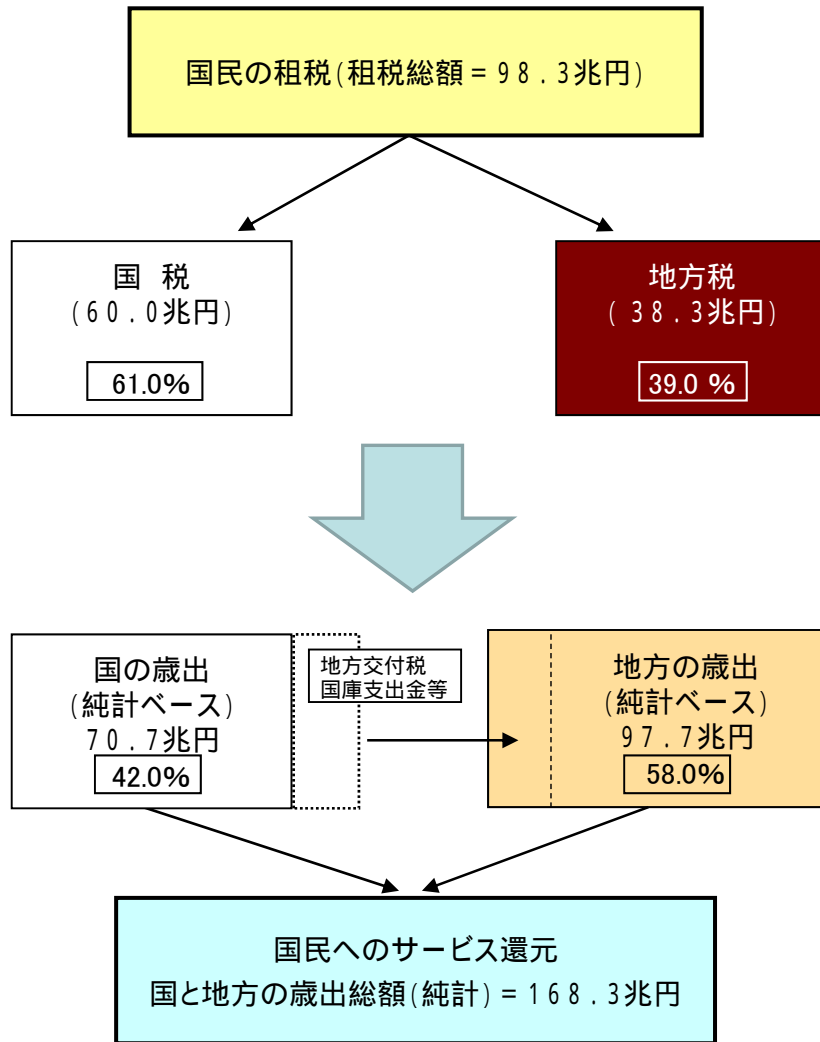 国民の租税(租税総額=98.3兆円)
国 税
(60.0兆円)
61.0%
地方税
(38.3兆円)
39.0 %
国の歳出
(純計ベース)
70.7兆円
42.0%
地方交付税
国庫支出金等
地方の歳出
(純計ベース)
97.7兆円
58.0%
国民へのサービス還元
国と地方の歳出総額(純計)=168.3兆円